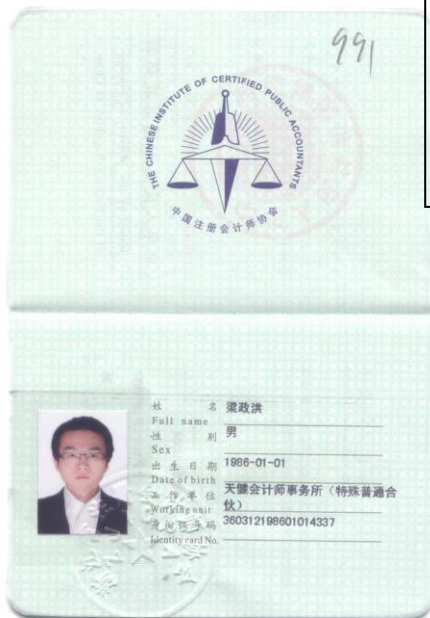 991
THE CHINESE INSTITUTE OF CERTIFIED PUBLIC ACCOUNTANTS
中国注册会计师协会
姓 名 梁政洪
Full name
性 别 男
Sex
出生日期 1986-01-01
Date of birth
工作单位 天健会计师事务所（特殊普通合
Working unit 伙）
身份证号码 360312198601014337
Identity card No.